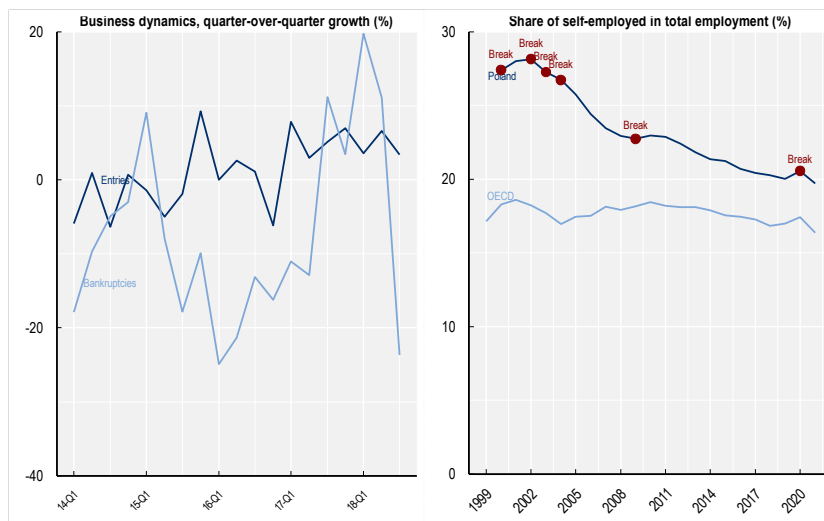 Business dynamics, quarter-over-quarter growth (%)
20
0
-20
-40
Entries
Bankruptcies
14-Q1
15-Q1
16-Q1
17-Q1
18-Q1
Share of self-employed in total employment (%)
30
20
10
0
Break
Break
Break
Break
Poland
Break
Break
OECD
1999
2002
2005
2008
2011
2014
2017
2020